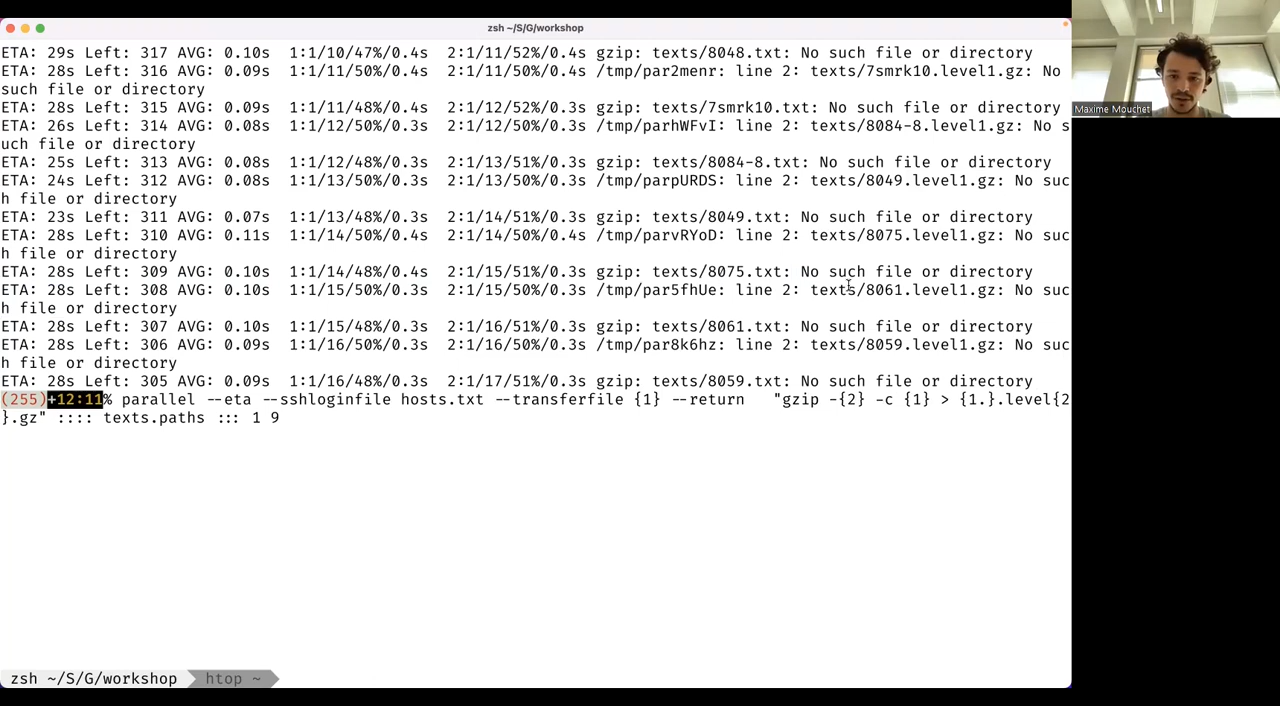 zsh ~/S/G/workshop
ETA: 29s Left: 317 AVG: 0.10s  1:1/10/47%/0.4s  2:1/11/52%/0.4s gzip: texts/8048.txt: No such file or directory
ETA: 28s Left: 316 AVG: 0.09s  1:1/11/50%/0.4s  2:1/11/50%/0.4s /tmp/par2menr: line 2: texts/7smrk10.level1.gz: No
such file or directory
ETA: 28s Left: 315 AVG: 0.09s  1:1/11/48%/0.4s  2:1/12/52%/0.3s gzip: texts/7smrk10.txt: No such file or directory
ETA: 26s Left: 314 AVG: 0.08s  1:1/12/50%/0.3s  2:1/12/50%/0.3s /tmp/parhWFvI: line 2: texts/8084-8.level1.gz: No s
uch file or directory
ETA: 25s Left: 313 AVG: 0.08s  1:1/12/48%/0.3s  2:1/13/51%/0.3s gzip: texts/8084-8.txt: No such file or directory
ETA: 24s Left: 312 AVG: 0.08s  1:1/13/50%/0.3s  2:1/13/50%/0.3s /tmp/parpURDS: line 2: texts/8049.level1.gz: No suc
h file or directory
ETA: 23s Left: 311 AVG: 0.07s  1:1/13/48%/0.3s  2:1/14/51%/0.3s gzip: texts/8049.txt: No such file or directory
ETA: 28s Left: 310 AVG: 0.11s  1:1/14/50%/0.4s  2:1/14/50%/0.4s /tmp/parvRYoD: line 2: texts/8075.level1.gz: No suc
h file or directory
ETA: 28s Left: 309 AVG: 0.10s  1:1/14/48%/0.4s  2:1/15/51%/0.3s gzip: texts/8075.txt: No such file or directory
ETA: 28s Left: 308 AVG: 0.10s  1:1/15/50%/0.3s  2:1/15/50%/0.3s /tmp/par5fhUe: line 2: texts/8061.level1.gz: No suc
h file or directory
ETA: 28s Left: 307 AVG: 0.10s  1:1/15/48%/0.3s  2:1/16/51%/0.3s gzip: texts/8061.txt: No such file or directory
ETA: 28s Left: 306 AVG: 0.09s  1:1/16/50%/0.3s  2:1/16/50%/0.3s /tmp/par8k6hz: line 2: texts/8059.level1.gz: No suc
h file or directory
ETA: 28s Left: 305 AVG: 0.09s  1:1/16/48%/0.3s  2:1/17/51%/0.3s gzip: texts/8059.txt: No such file or directory
(255)+12:11% parallel --eta --sshloginfile hosts.txt --transferfile {1} --return   "gzip -{2} -c {1} > {1.}.level{2
}.gz" :::: texts.paths ::: 1 9
zsh ~/S/G/workshop
htop ~
Maxime Mouchet